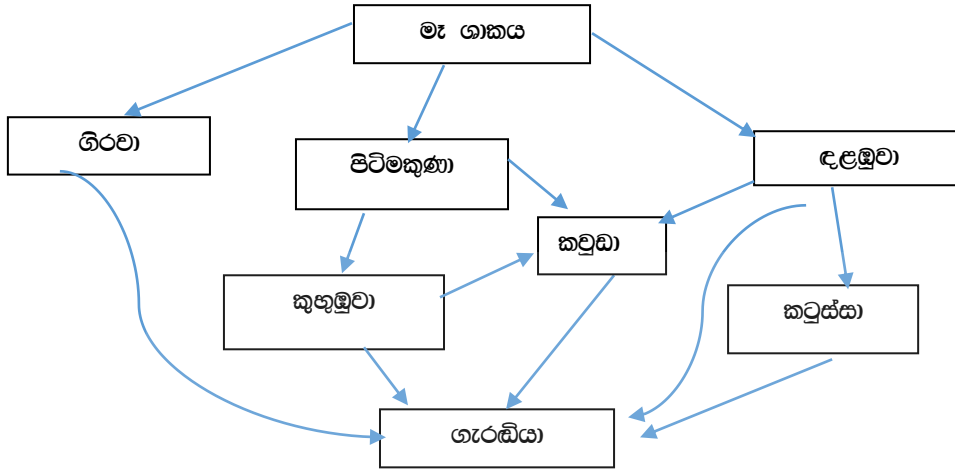 මෑ ශාකය
ගිරවා
පිටිමකුණා
දළඹුවා
කවුඩා
කුහුඹුවා
කටුස්සා
ගැරඬියා